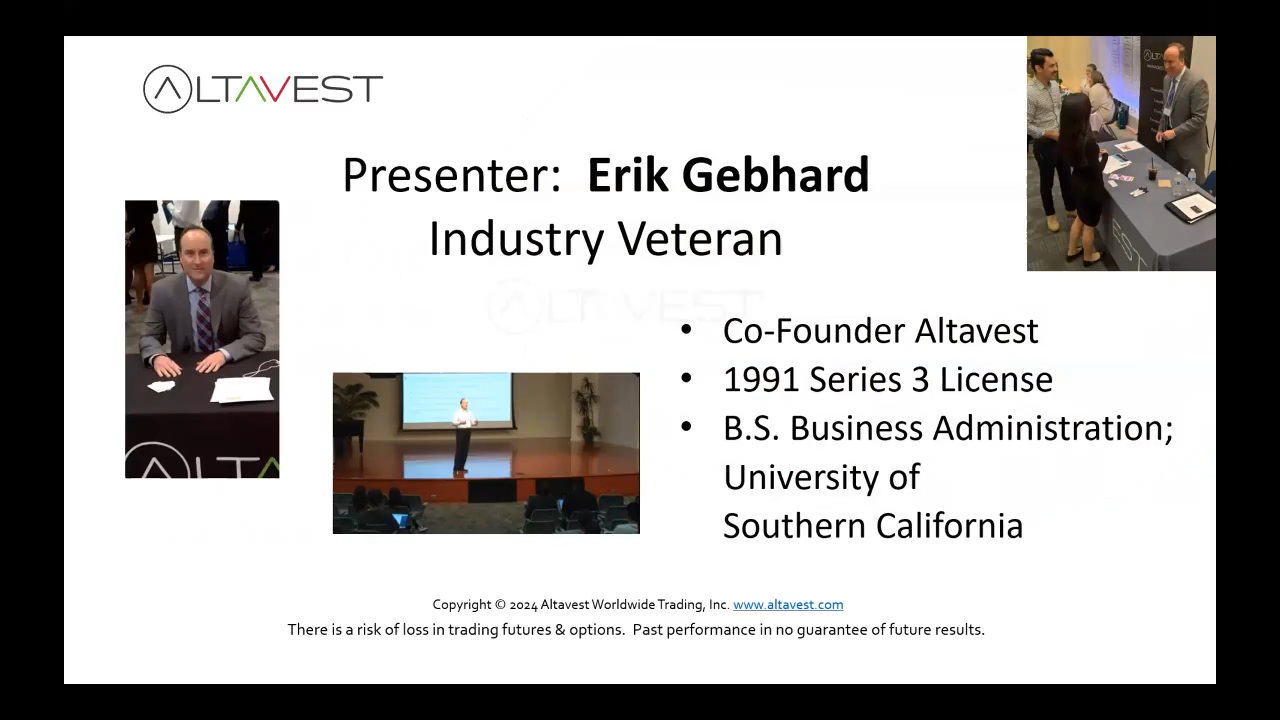 ALTAVEST
Presenter: Erik Gebhard
Industry Veteran
ALTAVEST
• Co-Founder Altavest
• 1991 Series 3 License
• B.S. Business Administration;
University of
Southern California
Copyright © 2024 Altavest Worldwide Trading, Inc. www.altavest.com
There is a risk of loss in trading futures & options. Past performance in no guarantee of future results.